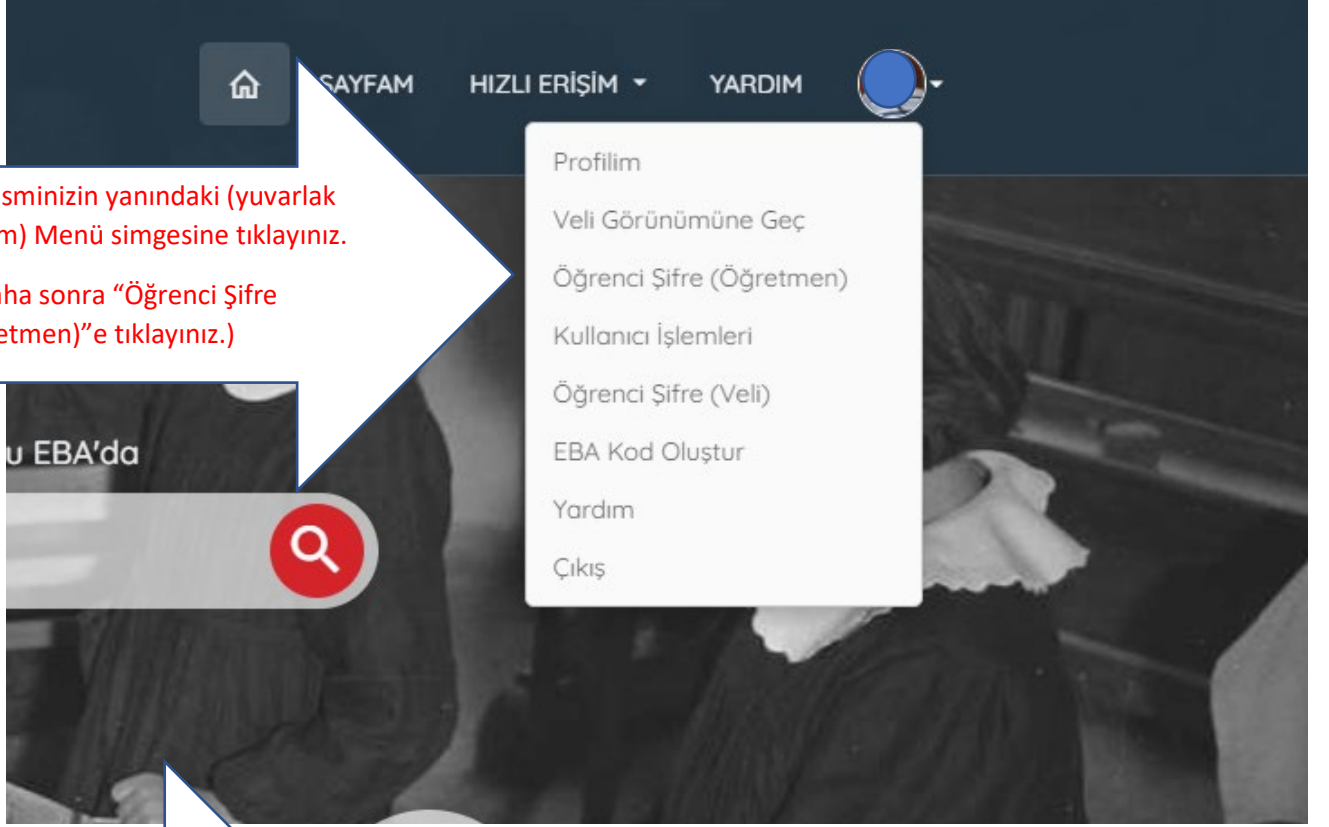 SAYFAM HIZLI ERİŞİM YARDIM
Profilim
Veli Görünümüne Geç
Öğrenci Şifre (Öğretmen)
Kullanıcı İşlemleri
Öğrenci Şifre (Veli)
EBA Kod Oluştur
Yardım
Çıkış
sminizin yanındaki (yuvarlak
m) Menü simgesine tıklayınız.
ha sonra “Öğrenci Şifre
etmen)”e tıklayınız.)
u EBA'da